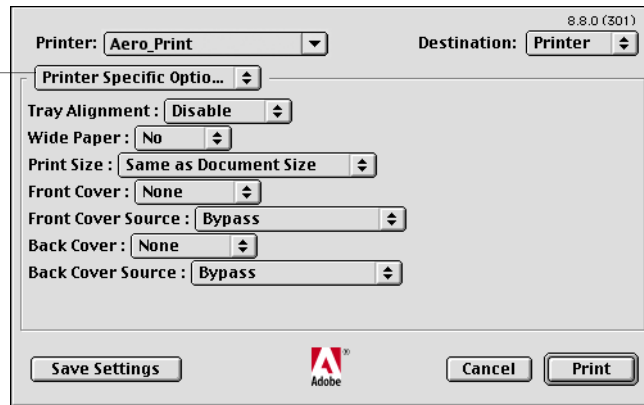 8.8.0 (301)
Printer: Aero_Print Destination: Printer
Printer Specific Optio...
Tray Alignment : Disable
Wide Paper : No
Print Size : Same as Document Size
Front Cover : None
Front Cover Source : Bypass
Back Cover : None
Back Cover Source : Bypass
Save Settings Adobe® Cancel Print